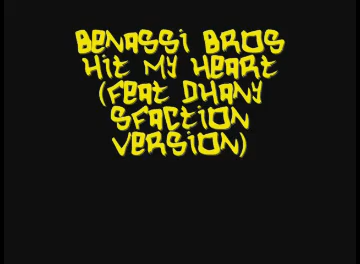 BENASSI BROS
HIT MY HEART
(FEAT DHANY
SFACTION
VERSION)